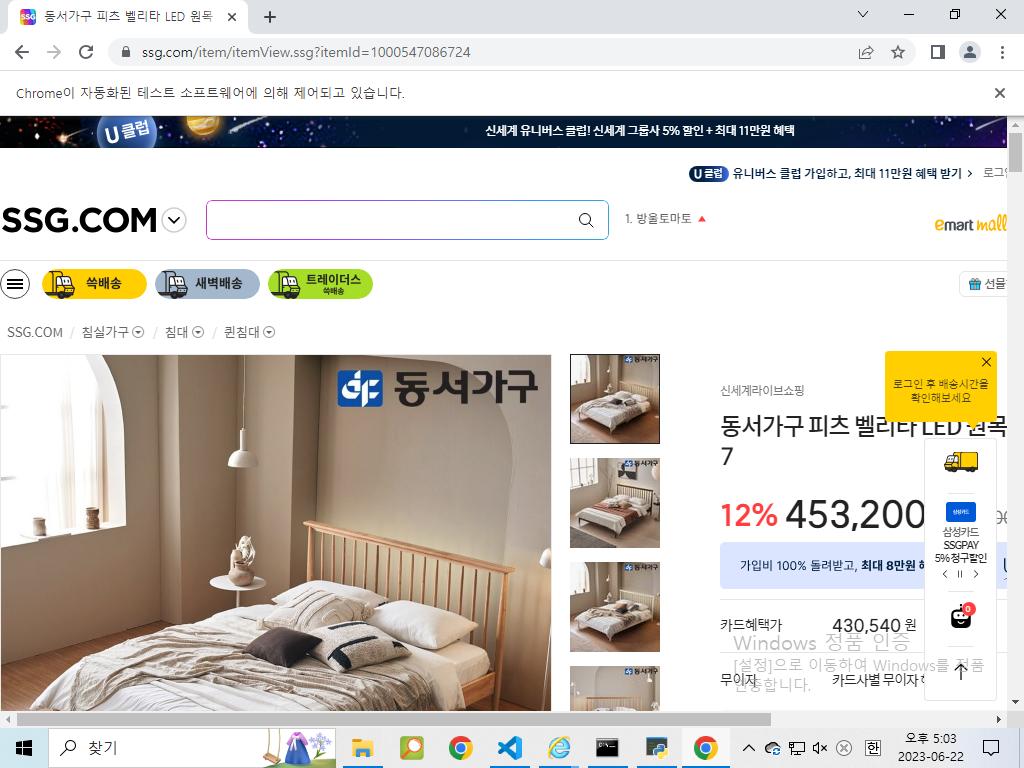 동서가구 피츠 벨리타 LED 원목
ssg.com/item/itemView.ssg?itemId=1000547086724
Chrome이 자동화된 테스트 소프트웨어에 의해 제어되고 있습니다.
U클럽
신세계 유니버스 클럽! 신세계 그룹사 5% 할인 + 최대 11만원 혜택
U 클럽 유니버스 클럽 가입하고, 최대 11만원 혜택 받기 >
SSG.COM
1. 방울토마토
emart mall
쓱배송
새벽배송
트레이더스
쓱배송
선물
SSG.COM / 침실가구 / 침대 / 퀸침대
동서가구
신세계라이브쇼핑
로그인 후 배송시간을
확인해보세요
동서가구 피츠 벨리타 LED 원목
7
12% 453,200
삼성카드
삼성카드
SSGPAY
5% 청구할인
가입비 100% 돌려받고, 최대 8만원
0
카드혜택가 430,540 원
Windows 정품 인증
[설정]으로 이동하여 Windows를 정품
인증합니다.
무이자 카드사별 무이자
찾기
한
오후 5:03
2023-06-22